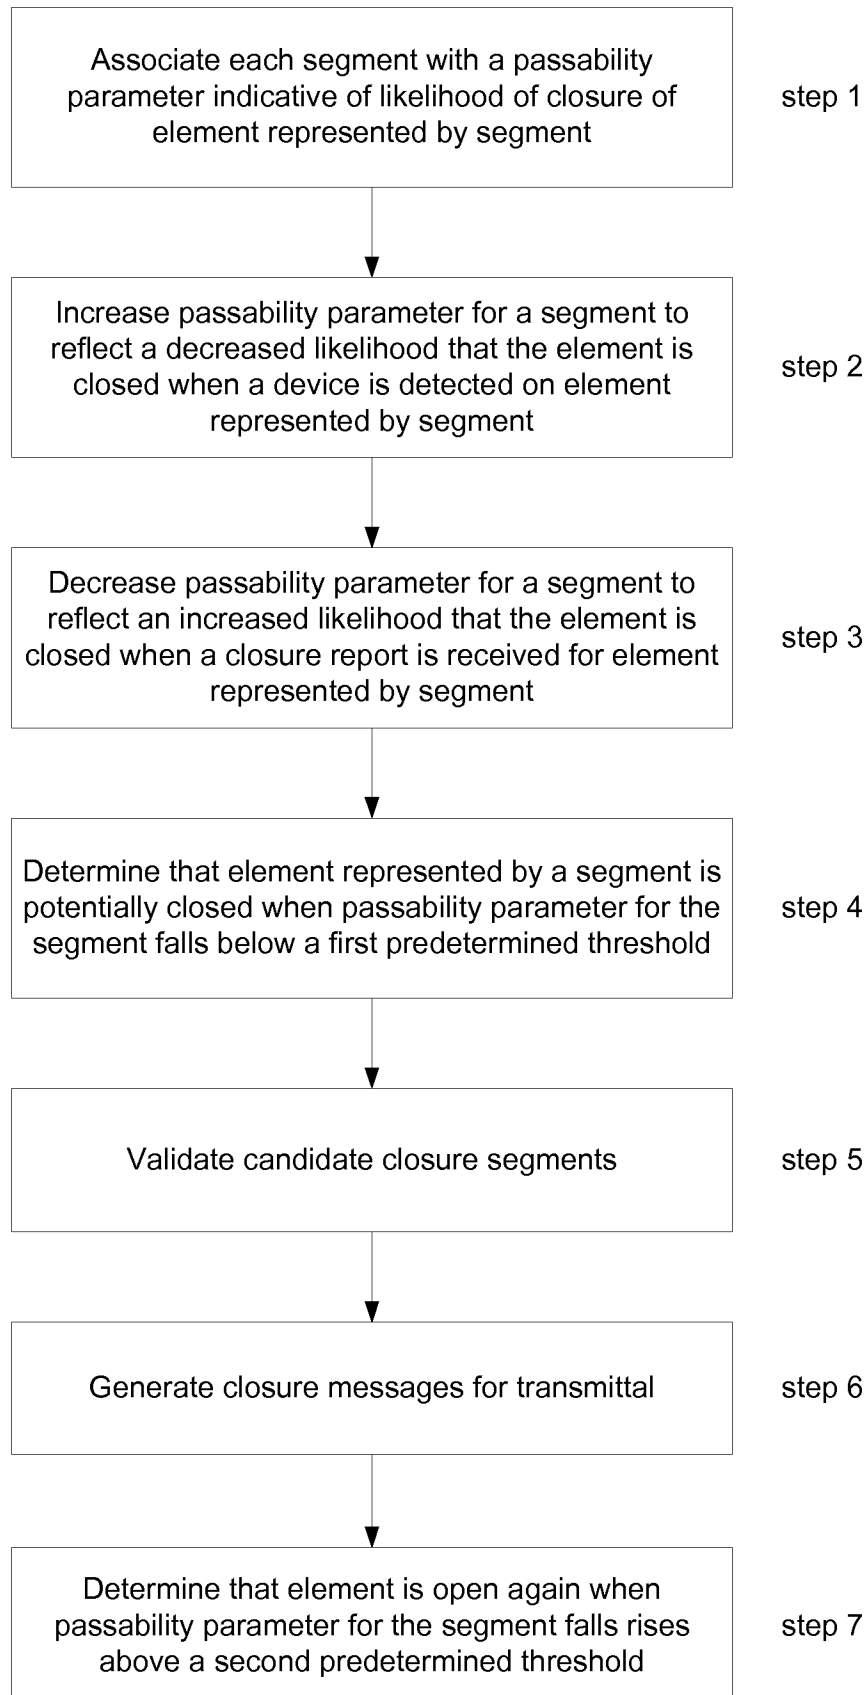 Associate each segment with a passability
parameter indicative of likelihood of closure of
element represented by segment
step 1
Increase passability parameter for a segment to
reflect a decreased likelihood that the element is
closed when a device is detected on element
represented by segment
step 2
Decrease passability parameter for a segment to
reflect an increased likelihood that the element is
closed when a closure report is received for element
represented by segment
step 3
Determine that element represented by a segment is
potentially closed when passability parameter for the
segment falls below a first predetermined threshold
step 4
Validate candidate closure segments
step 5
Generate closure messages for transmittal
step 6
Determine that element is open again when
passability parameter for the segment falls rises
above a second predetermined threshold
step 7